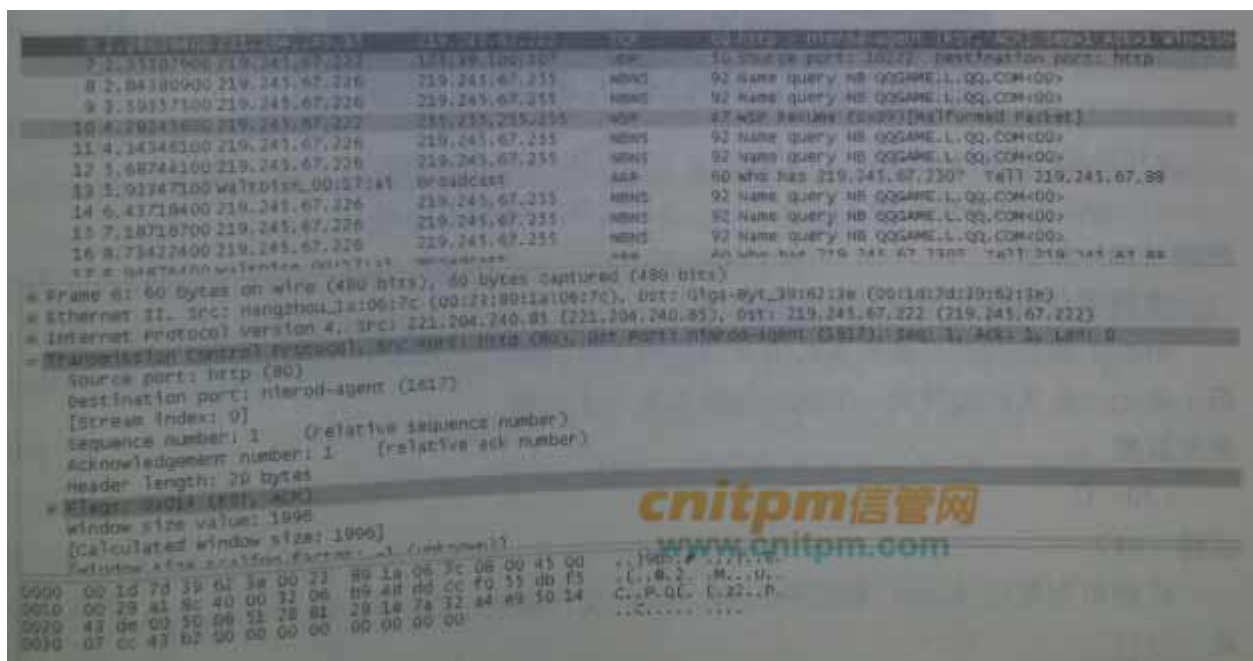 7 2.35187900 219.245.67.222 50 Source port: Destination port: http
8 2.84380900 219.245.67.226 219.245.67.255 NBNS 92 Name query NB QQGAME.L.QQ.COM<00>
9 3.59357500 219.245.67.226 219.245.67.255 NBNS 92 Name query NB QQGAME.L.QQ.COM<00>
219.245.67.222 255.255.255.255 WSP 47 WSP Resume (0x09)[Malformed Packet]
11 4.34346100 219.245.67.226 219.245.67.255 NBNS 92 Name query NB QQGAME.L.QQ.COM<00>
12 5.68744100 219.245.67.226 219.245.67.255 NBNS 92 Name query NB QQGAME.L.QQ.COM<00>
13 5.93347100 Broadcast ARP 60 Who has 219.245.67.230? Tell 219.245.67.88
14 6.43718400 219.245.67.226 219.245.67.255 NBNS 92 Name query NB QQGAME.L.QQ.COM<00>
15 7.18718700 219.245.67.226 219.245.67.255 NBNS 92 Name query NB QQGAME.L.QQ.COM<00>
16 8.73422400 219.245.67.226 219.245.67.255 NBNS 92 Name query NB QQGAME.L.QQ.COM<00>
Frame 6: 60 bytes on wire (480 bits), 60 bytes captured (480 bits)
Ethernet II, Src: Hangzhou_1a:06:7c (00:23:89:1a:06:7c), Dst: Giga-Byt_39:62:3e (00:1d:7d:39:62:3e)
Internet Protocol Version 4, Src: 221.204.240.85 (221.204.240.85), Dst: 219.245.67.222 (219.245.67.222)
Transmission Control Protocol, Src Port: http (80), Dst Port: nimrod-agent (1617), Seq: 1, Ack: 1, Len: 0
Source port: http (80)
Destination port: nimrod-agent (1617)
[Stream index: 0]
Sequence number: 1 (relative sequence number)
Acknowledgement number: 1 (relative ack number)
Header length: 20 bytes
Flags: 0x014 (RST, ACK)
Window size value: 1996
[Calculated window size: 1996]
[Window size scaling factor: -1 (unknown)]
cnitpm信管网
www.cnitpm.com
0000 00 1d 7d 39 62 3e 00 23 89 1a 06 7c 08 00 45 00
0010 00 28 a1 8c 40 00 32 06 b9 4d dd cc f0 55 db f5
0020 43 de 00 50 06 51 28 81 28 1e 7a 32 a4 a9 50 14
0030 07 cc 43 b2 00 00 00 00 00 00 00 00